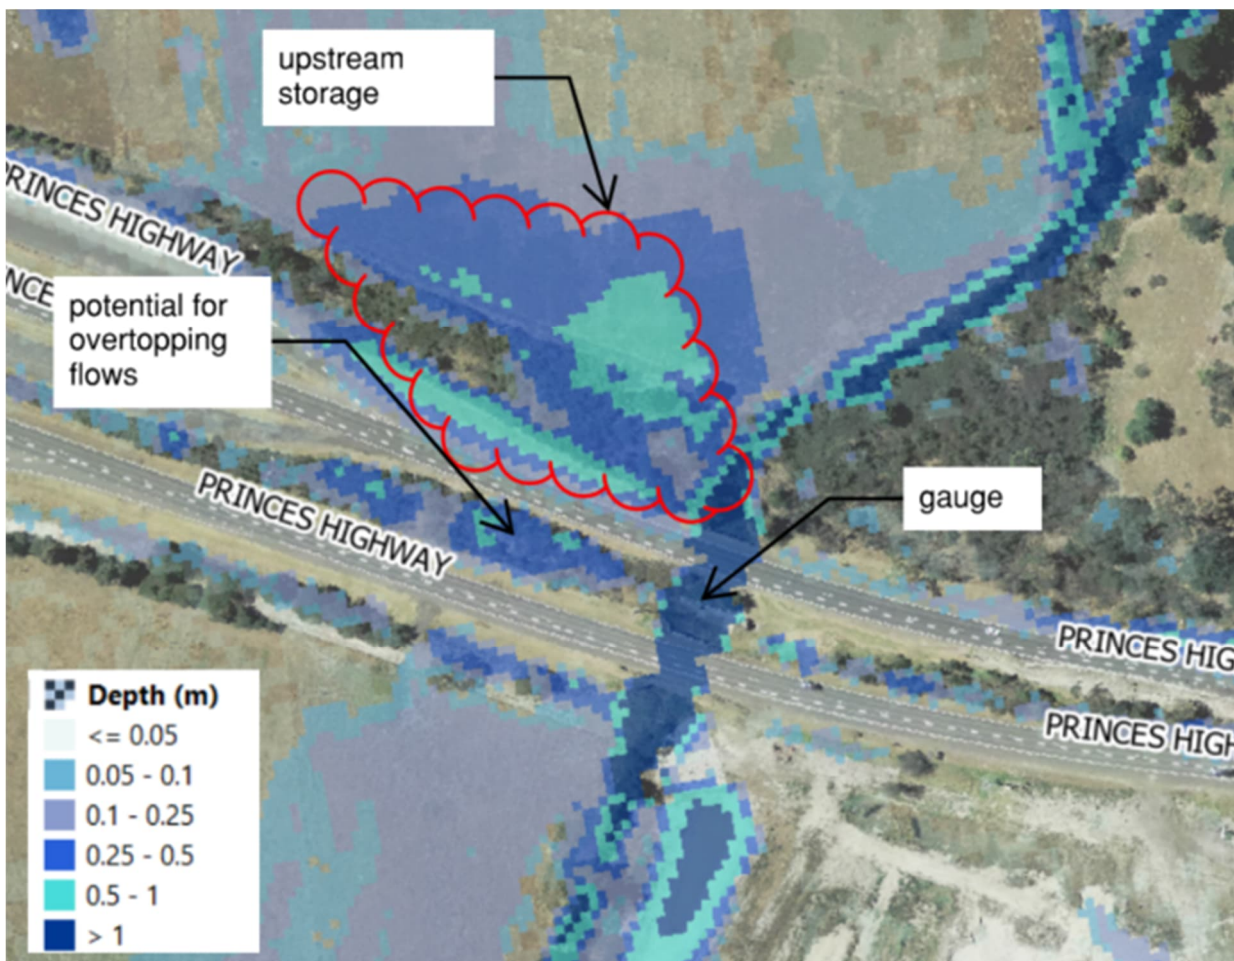 upstream
storage
PRINCES HIGHWAY
NCE
potential for
overtopping
flows
PRINCES HIGHWAY
gauge
PRINCES HIG
PRINCES HIGH
Depth (m)
<= 0.05
0.05 - 0.1
0.1 - 0.25
0.25 - 0.5
0.5 - 1
> 1